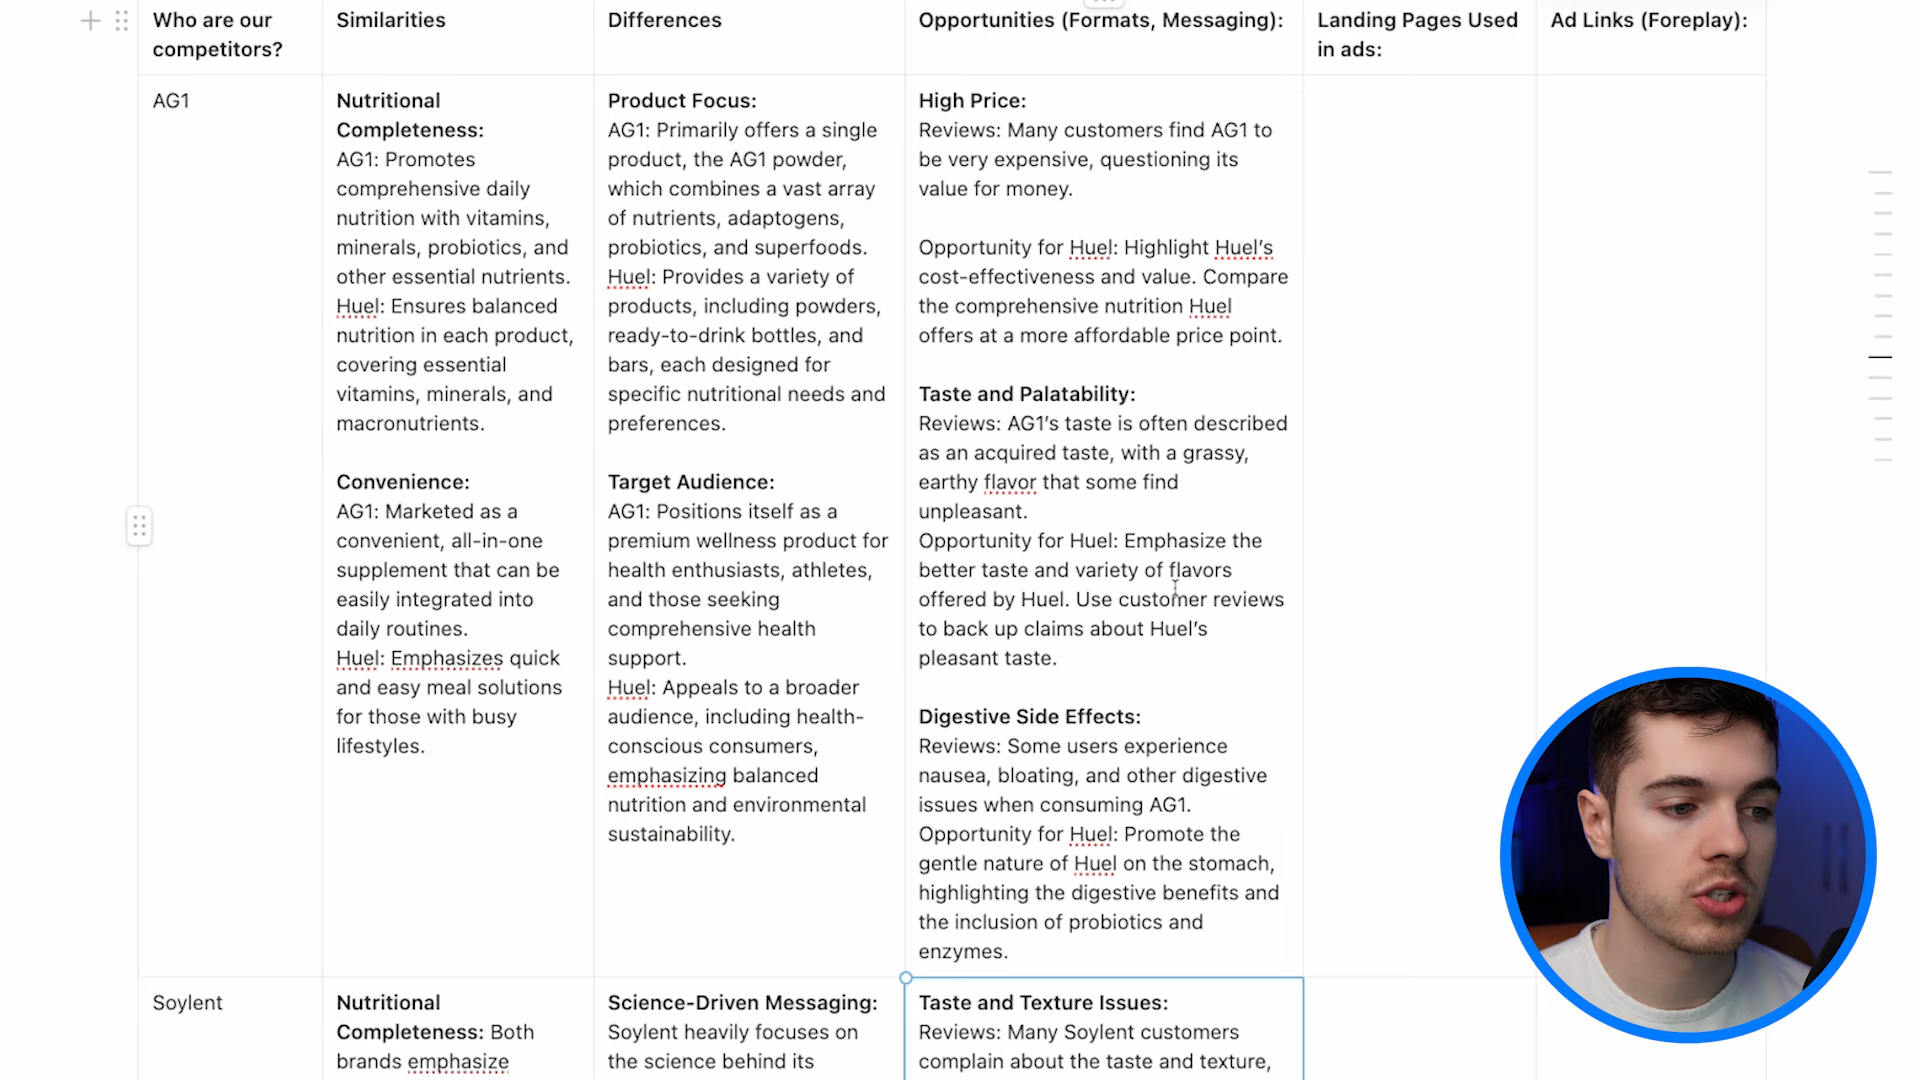 Who are our
competitors?
Similarities
Differences
Opportunities (Formats, Messaging):
Landing Pages Used
in ads:
Ad Links (Foreplay):
AG1
Nutritional
Completeness:
AG1: Promotes
comprehensive daily
nutrition with vitamins,
minerals, probiotics, and
other essential nutrients.
Huel: Ensures balanced
nutrition in each product,
covering essential
vitamins, minerals, and
macronutrients.
Convenience:
AG1: Marketed as a
convenient, all-in-one
supplement that can be
easily integrated into
daily routines.
Huel: Emphasizes quick
and easy meal solutions
for those with busy
lifestyles.
Product Focus:
AG1: Primarily offers a single
product, the AG1 powder,
which combines a vast array
of nutrients, adaptogens,
probiotics, and superfoods.
Huel: Provides a variety of
products, including powders,
ready-to-drink bottles, and
bars, each designed for
specific nutritional needs and
preferences.
Target Audience:
AG1: Positions itself as a
premium wellness product for
health enthusiasts, athletes,
and those seeking
comprehensive health
support.
Huel: Appeals to a broader
audience, including health-
conscious consumers,
emphasizing balanced
nutrition and environmental
sustainability.
High Price:
Reviews: Many customers find AG1 to
be very expensive, questioning its
value for money.
Opportunity for Huel: Highlight Huel's
cost-effectiveness and value. Compare
the comprehensive nutrition Huel
offers at a more affordable price point.
Taste and Palatability:
Reviews: AG1's taste is often described
as an acquired taste, with a grassy,
earthy flavor that some find
unpleasant.
Opportunity for Huel: Emphasize the
better taste and variety of flavors
offered by Huel. Use customer reviews
to back up claims about Huel's
pleasant taste.
Digestive Side Effects:
Reviews: Some users experience
nausea, bloating, and other digestive
issues when consuming AG1.
Opportunity for Huel: Promote the
gentle nature of Huel on the stomach,
highlighting the digestive benefits and
the inclusion of probiotics and
enzymes.
Soylent
Nutritional
Completeness: Both
brands emphasize
Science-Driven Messaging:
Soylent heavily focuses on
the science behind its
Taste and Texture Issues:
Reviews: Many Soylent customers
complain about the taste and texture,